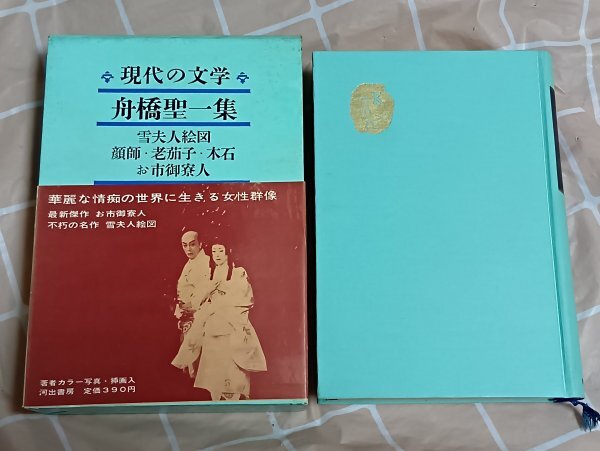 現代の文学
舟橋聖一集
雪夫人絵図
顔師・老茄子・木石
お市御寮人
華麗な情痴の世界に生きる女性群像
最新傑作 お市御寮人
不朽の名作 雪夫人絵図
著者カラー写真・挿画入
河出書房 定価390円